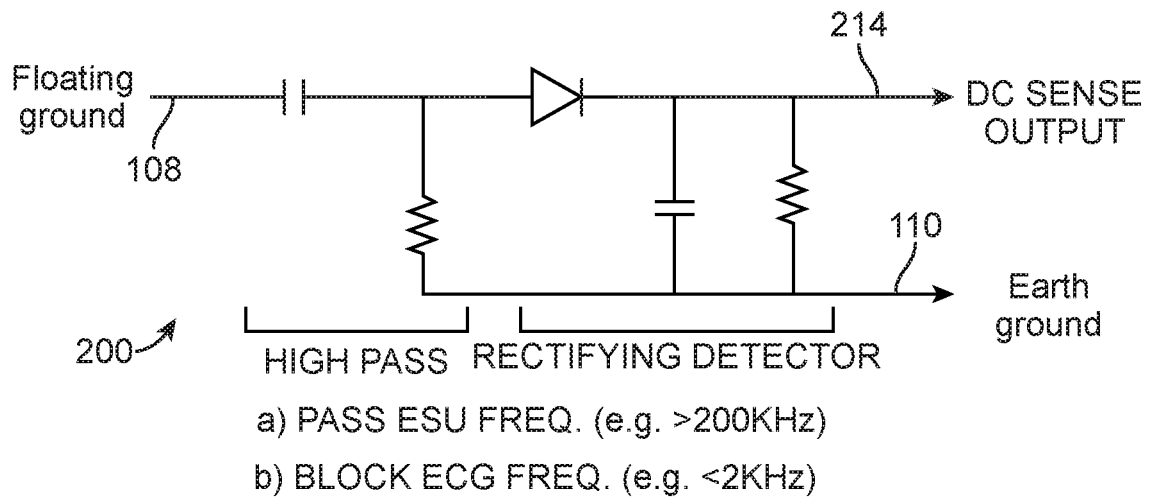 214
Floating
ground
108
DC SENSE
OUTPUT
110
Earth
ground
200
HIGH PASS
RECTIFYING DETECTOR
a) PASS ESU FREQ. (e.g. >200KHz)
b) BLOCK ECG FREQ. (e.g. <2KHz)